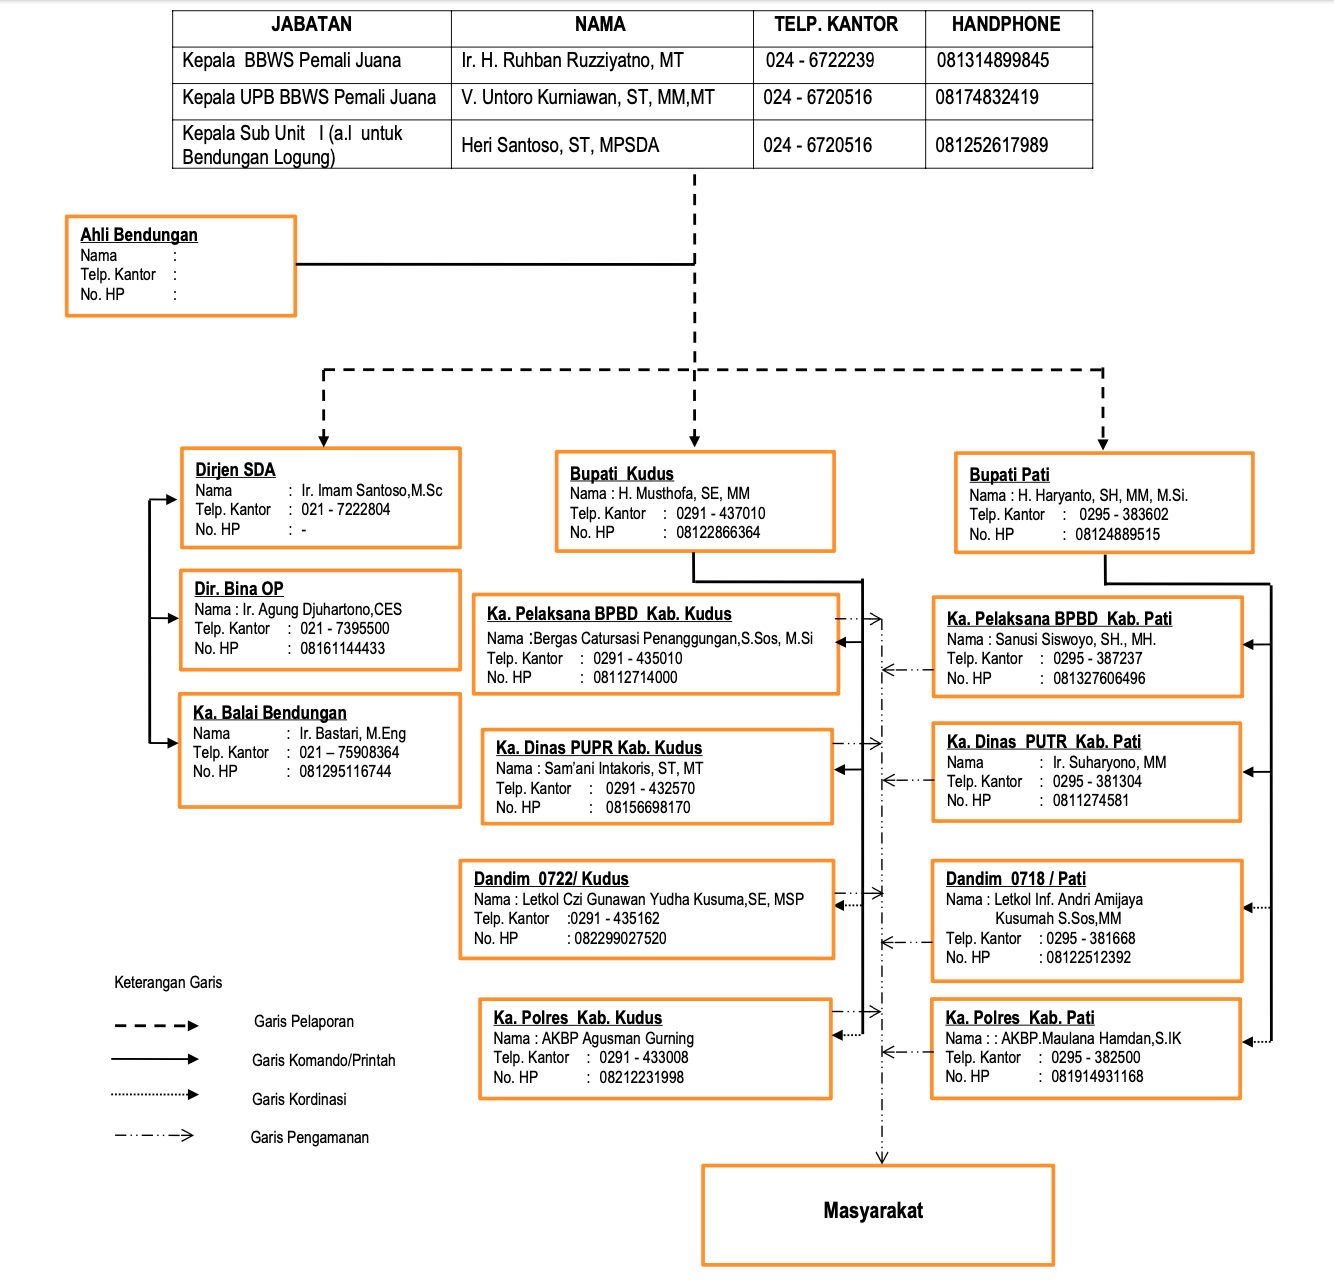 JABATAN NAMA TELP. KANTOR HANDPHONE
Kepala BBWS Pemali Juana Ir. H. Ruhban Ruzziyatno, MT 024 - 6722239 081314899845
Kepala UPB BBWS Pemali Juana V. Untoro Kurniawan, ST, MM,MT 024 - 6720516 08174832419
Kepala Sub Unit I (a.l untuk
Bendungan Logung) Heri Santoso, ST, MPSDA 024 - 6720516 081252617989
Ahli Bendungan
Nama :
Telp. Kantor :
No. HP :
Dirjen SDA
Nama : Ir. Imam Santoso,M.Sc
Telp. Kantor : 021 - 7222804
No. HP : -
Dir. Bina OP
Nama : Ir. Agung Djuhartono,CES
Telp. Kantor : 021 - 7395500
No. HP : 08161144433
Ka. Balai Bendungan
Nama : Ir. Bastari, M.Eng
Telp. Kantor : 021 – 75908364
No. HP : 081295116744
Bupati Kudus
Nama : H. Musthofa, SE, MM
Telp. Kantor : 0291 - 437010
No. HP : 08122866364
Ka. Pelaksana BPBD Kab. Kudus
Nama :Bergas Catursasi Penanggungan,S.Sos, M.Si
Telp. Kantor : 0291 - 435010
No. HP : 08112714000
Ka. Dinas PUPR Kab. Kudus
Nama : Sam'ani Intakoris, ST, MT
Telp. Kantor : 0291 - 432570
No. HP : 08156698170
Dandim 0722/ Kudus
Nama : Letkol Czi Gunawan Yudha Kusuma,SE, MSP
Telp. Kantor :0291 - 435162
No. HP : 082299027520
Ka. Polres Kab. Kudus
Nama : AKBP Agusman Gurning
Telp. Kantor : 0291 - 433008
No. HP : 08212231998
Bupati Pati
Nama : H. Haryanto, SH, MM, M.Si.
Telp. Kantor : 0295 - 383602
No. HP : 08124889515
Ka. Pelaksana BPBD Kab. Pati
Nama : Sanusi Siswoyo, SH., MH.
Telp. Kantor : 0295 - 387237
No. HP : 081327606496
Ka. Dinas PUTR Kab. Pati
Nama : Ir. Suharyono, MM
Telp. Kantor : 0295 - 381304
No. HP : 0811274581
Dandim 0718 / Pati
Nama : Letkol Inf. Andri Amijaya
Kusumah S.Sos,MM
Telp. Kantor : 0295 - 381668
No. HP : 08122512392
Ka. Polres Kab. Pati
Nama : : AKBP.Maulana Hamdan,S.IK
Telp. Kantor : 0295 - 382500
No. HP : 081914931168
Keterangan Garis
Garis Pelaporan
Garis Komando/Printah
Garis Kordinasi
Garis Pengamanan
Masyarakat